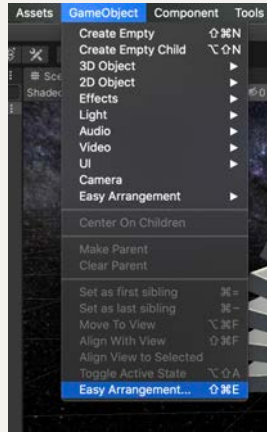 Assets GameObject Component Tools
Create Empty ⇧⌘N
Create Empty Child ⌥⇧N
3D Object
2D Object
Effects
Light
Audio
Video
UI
Camera
Easy Arrangement
Center On Children
Make Parent
Clear Parent
Set as first sibling ⌘=
Set as last sibling ⌘-
Move To View ⌥⌘F
Align With View ⇧⌘F
Align View to Selected
Toggle Active State ⌥⇧A
Easy Arrangement... ⇧⌘E